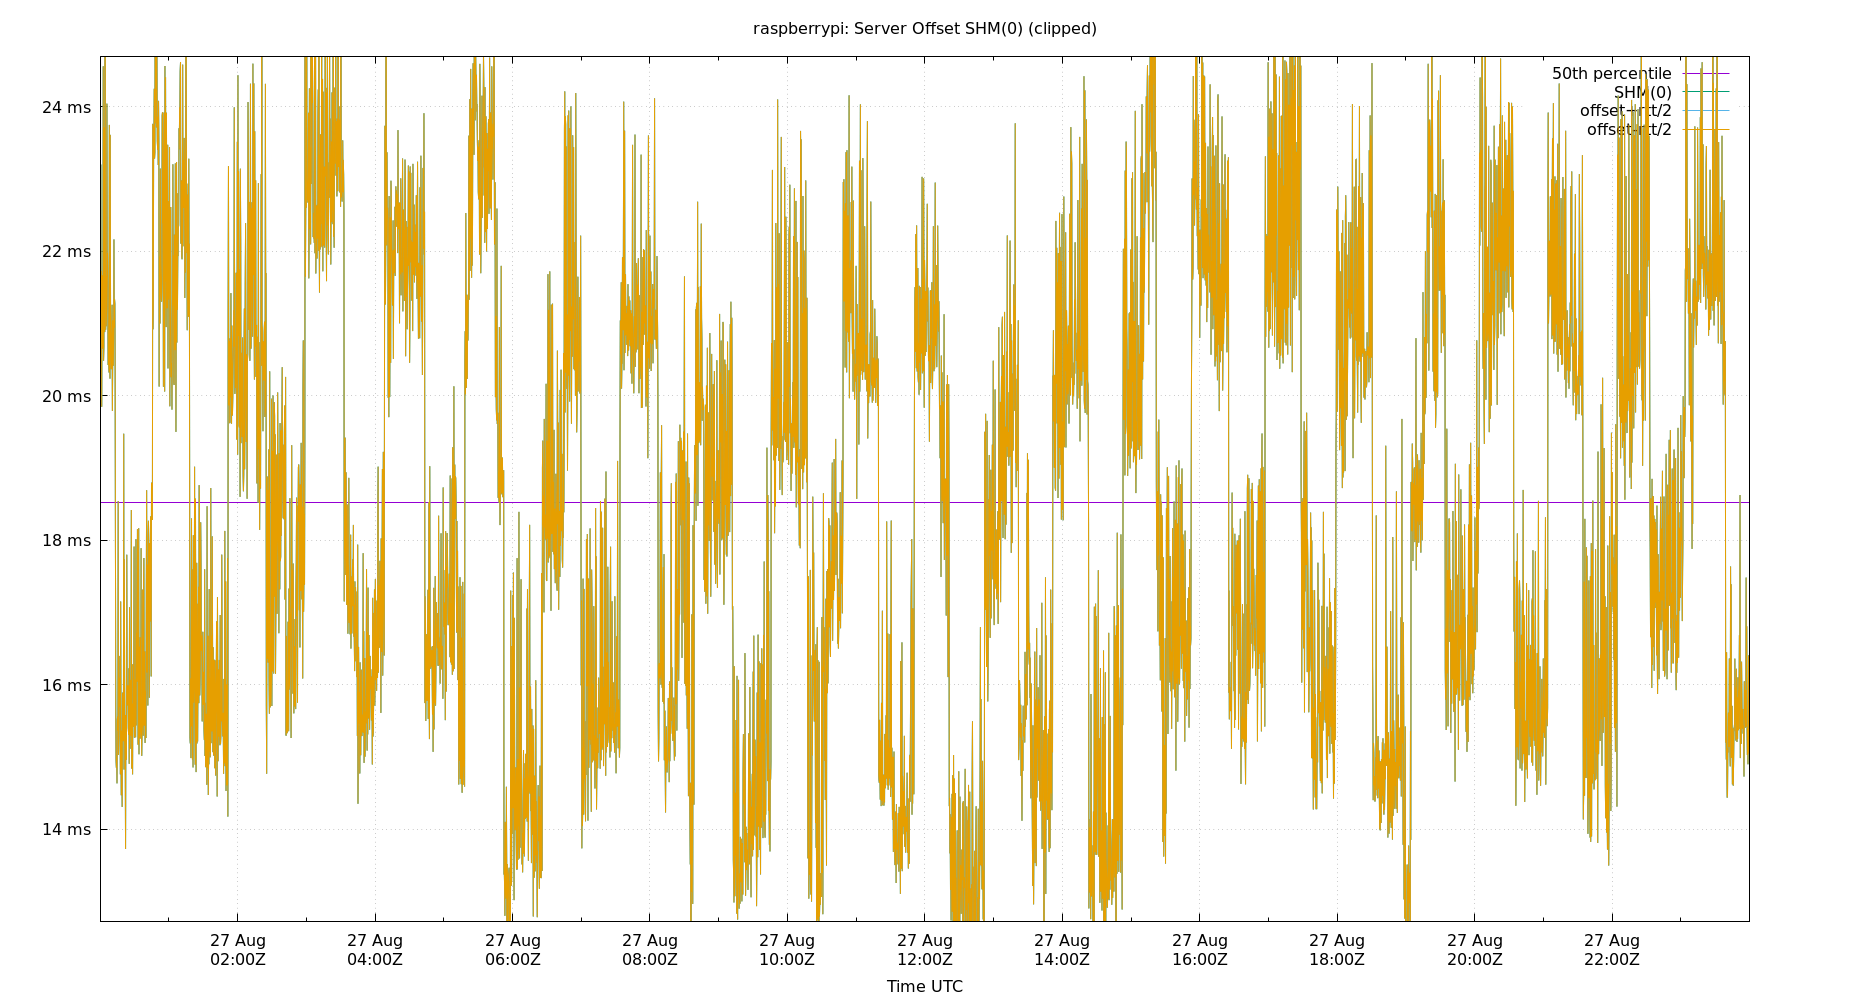 raspberrypi: Server Offset SHM(0) (clipped)
50th percentile
SHM(0)
offset-rtt/2
offset-rtt/2
24 ms
22 ms
20 ms
18 ms
16 ms
14 ms
27 Aug 27 Aug 27 Aug 27 Aug 27 Aug 27 Aug 27 Aug 27 Aug 27 Aug 27 Aug 27 Aug
02:00Z 04:00Z 06:00Z 08:00Z 10:00Z 12:00Z 14:00Z 16:00Z 18:00Z 20:00Z 22:00Z
Time UTC